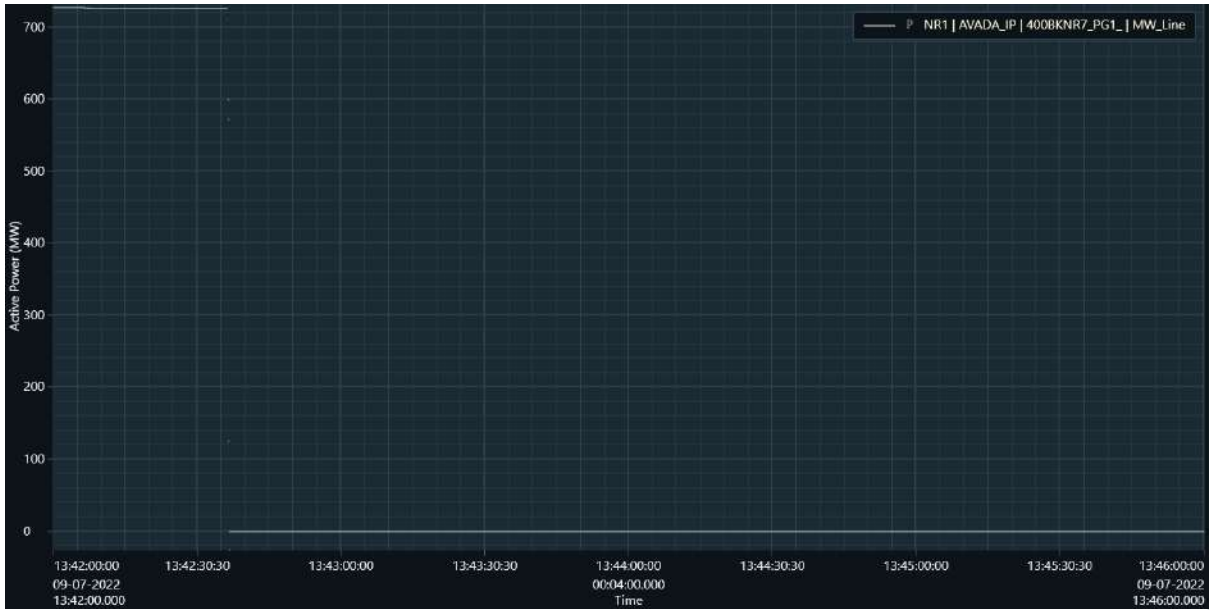 P NR1 | AVADA_IP | 400BKNR7_PG1_ | MW_Line
700
600
500
400
300
200
100
0
Active Power (MW)
13:42:00:00 13:42:30:30 13:43:00:00 13:43:30:30 13:44:00:00 13:44:30:30 13:45:00:00 13:45:30:30 13:46:00:00
09-07-2022 00:04:00.000 09-07-2022
13:42:00.000 Time 13:46:00.000